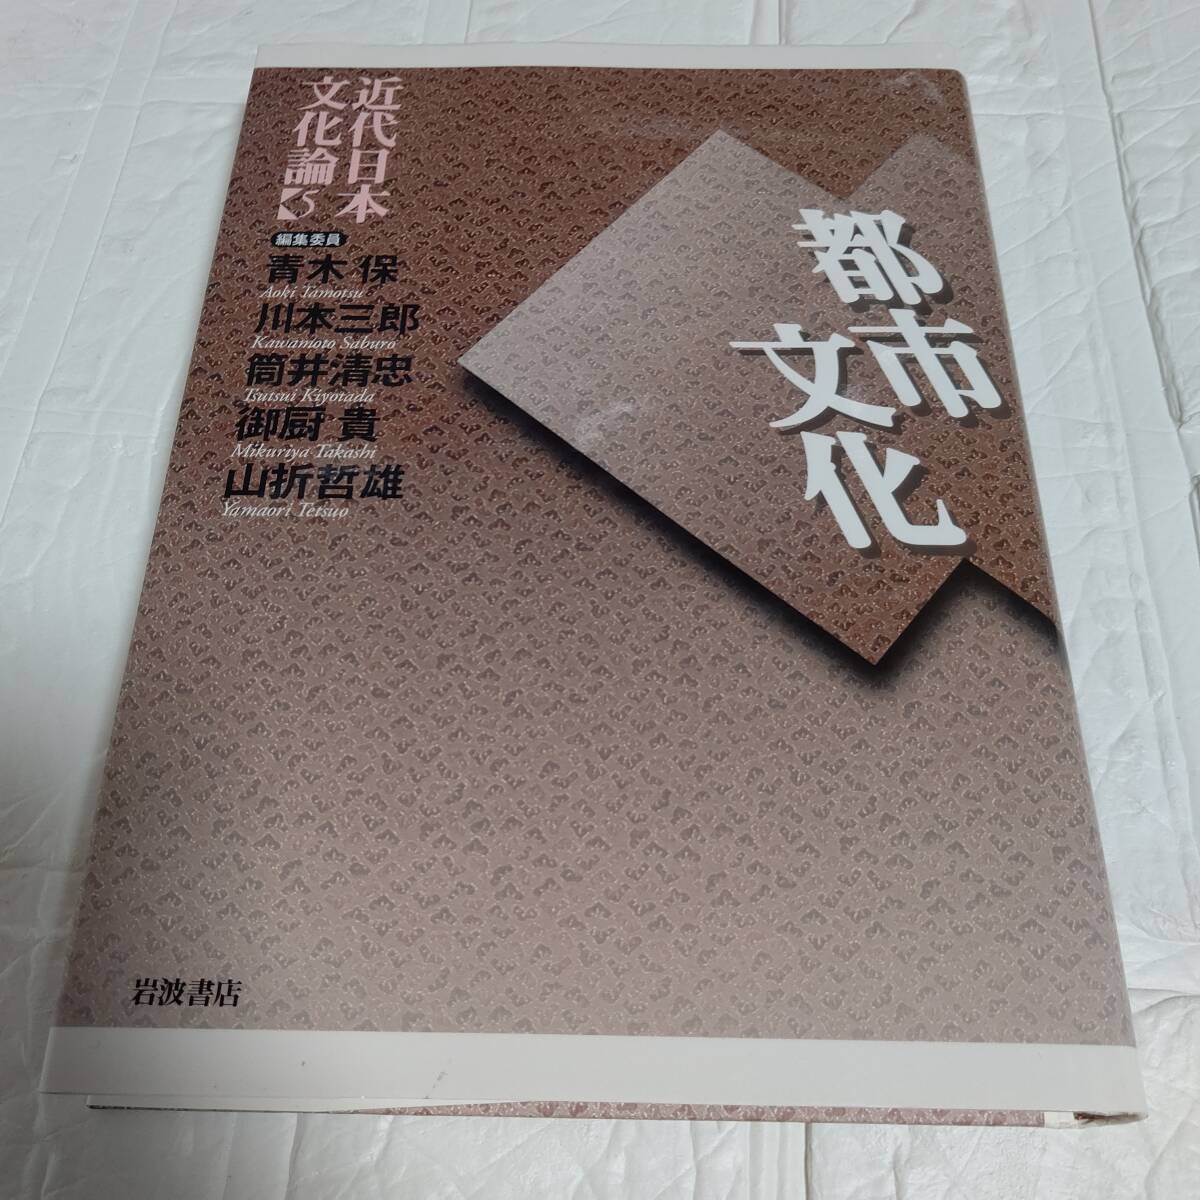 近代日本
文化論【5
編集委員
青木 保
Aoki Tamotsu
川本三郎
Kawamoto Saburo
筒井清忠
Tsutsui Kiyotada
御厨 貴
Mikuriya Takashi
山折哲雄
Yamaori Tetsuo
都市
文化
岩波書店